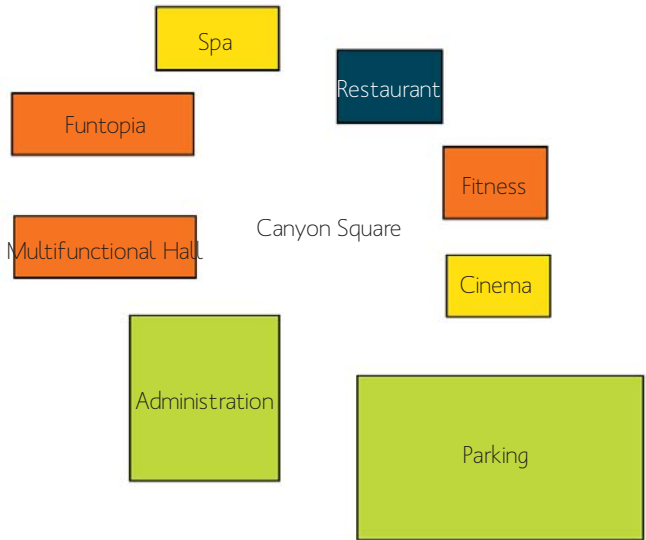 Spa
Restaurant
Funtopia
Fitness
Canyon Square
Multifunctional Hall
Cinema
Administration
Parking